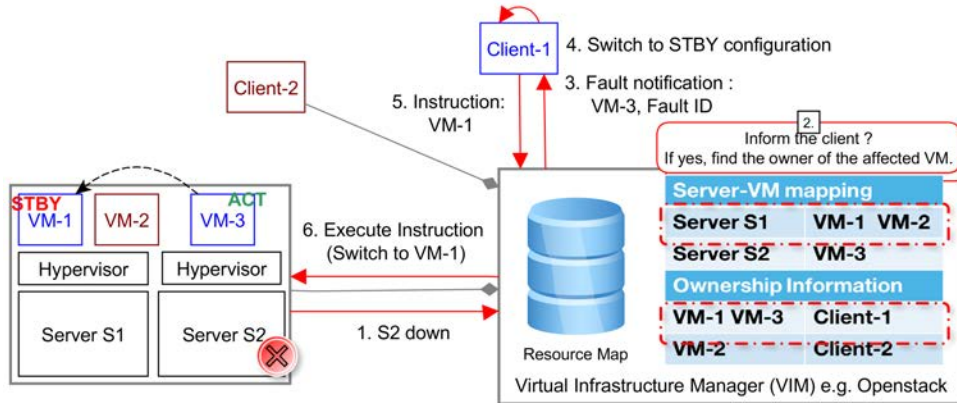 Client-1
4. Switch to STBY configuration
3. Fault notification :
VM-3, Fault ID
Client-2
5. Instruction:
VM-1
2.
Inform the client ?
If yes, find the owner of the affected VM.
STBY
ACT
VM-1
VM-2
VM-3
Hypervisor
Hypervisor
Server S1
Server S2
6. Execute Instruction
(Switch to VM-1)
1. S2 down
Resource Map
Server-VM mapping
Server S1 VM-1 VM-2
Server S2 VM-3
Ownership Information
VM-1 VM-3 Client-1
VM-2 Client-2
Virtual Infrastructure Manager (VIM) e.g. Openstack